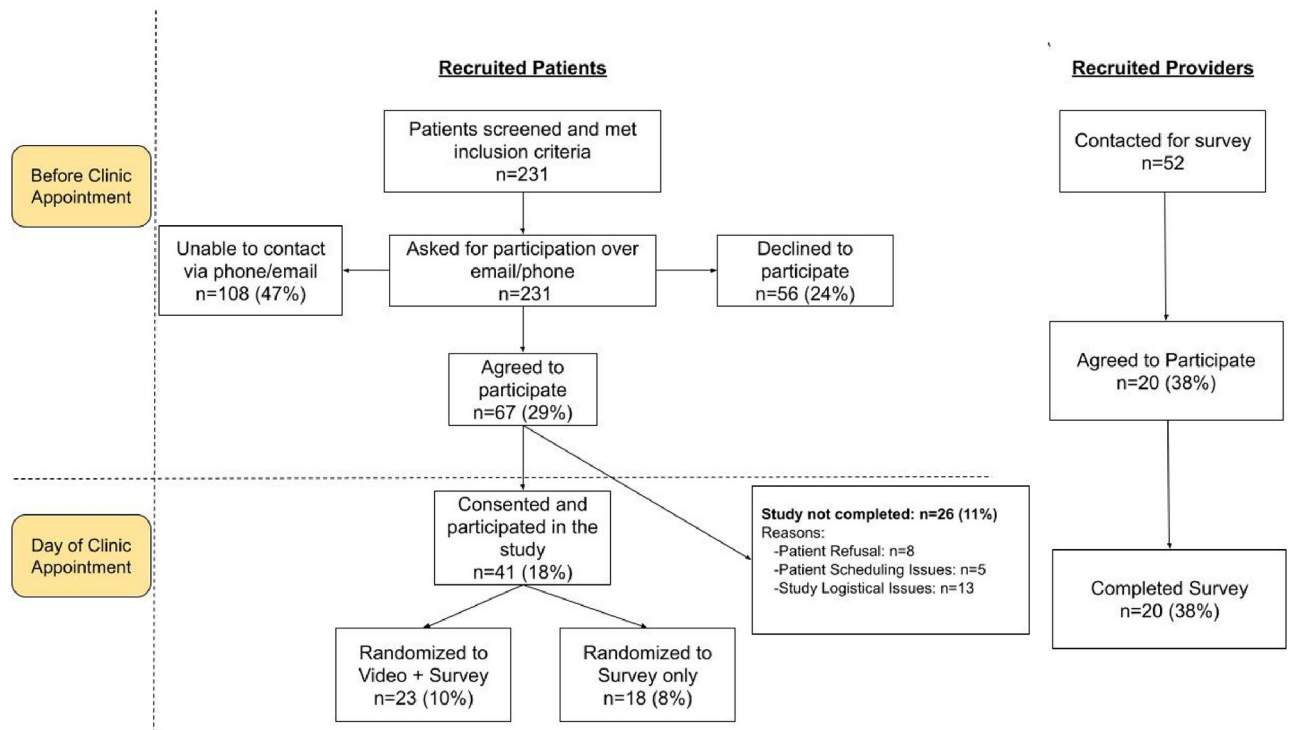 Recruited Patients
Recruited Providers
Before Clinic
Appointment
Patients screened and met
inclusion criteria
n=231
Contacted for survey
n=52
Unable to contact
via phone/email
n=108 (47%)
Asked for participation over
email/phone
n=231
Declined to
participate
n=56 (24%)
Agreed to
participate
n=67 (29%)
Agreed to Participate
n=20 (38%)
Day of Clinic
Appointment
Consented and
participated in the
study
n=41 (18%)
Study not completed: n=26 (11%)
Reasons:
-Patient Refusal: n=8
-Patient Scheduling Issues: n=5
-Study Logistical Issues: n=13
Completed Survey
n=20 (38%)
Randomized to
Video + Survey
n=23 (10%)
Randomized to
Survey only
n=18 (8%)